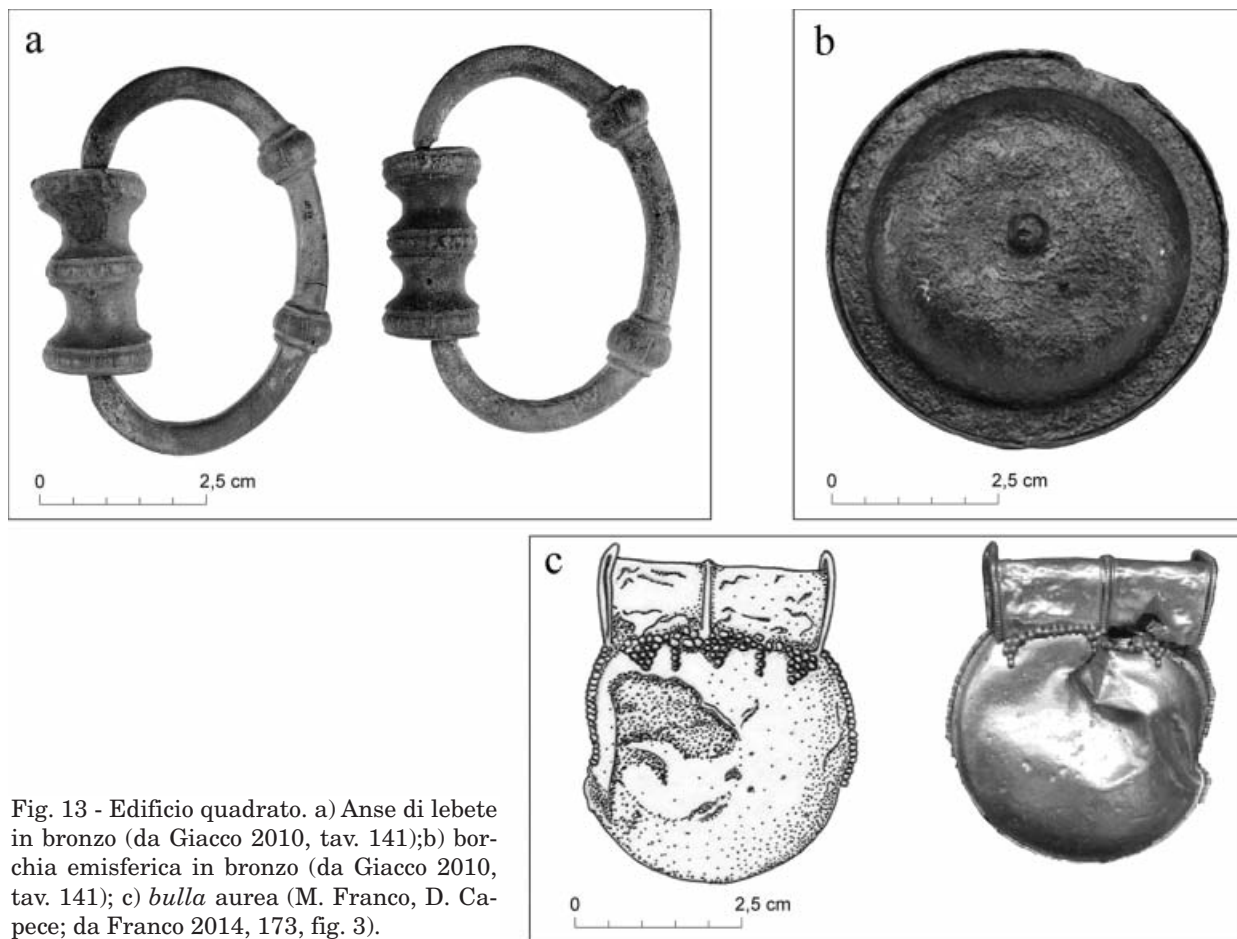 a
b
0 2,5 cm
0 2,5 cm
c
0 2,5 cm
Fig. 13 - Edificio quadrato. a) Anse di lebete
in bronzo (da Giacco 2010, tav. 141);b) bor-
chia emisferica in bronzo (da Giacco 2010,
tav. 141); c) bulla aurea (M. Franco, D. Ca-
pece; da Franco 2014, 173, fig. 3).